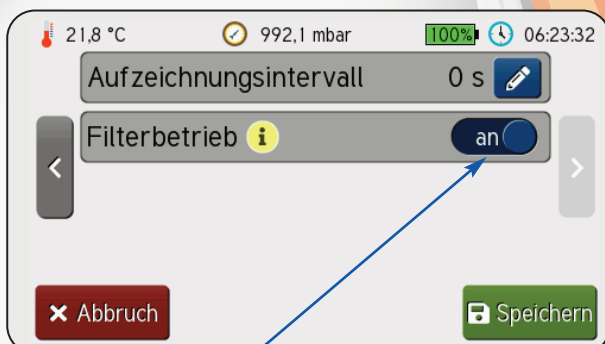 21,8 °C 992,1 mbar 100% 06:23:32
Aufzeichnungsintervall 0 s
Filterbetrieb i an
Abbruch Speichern